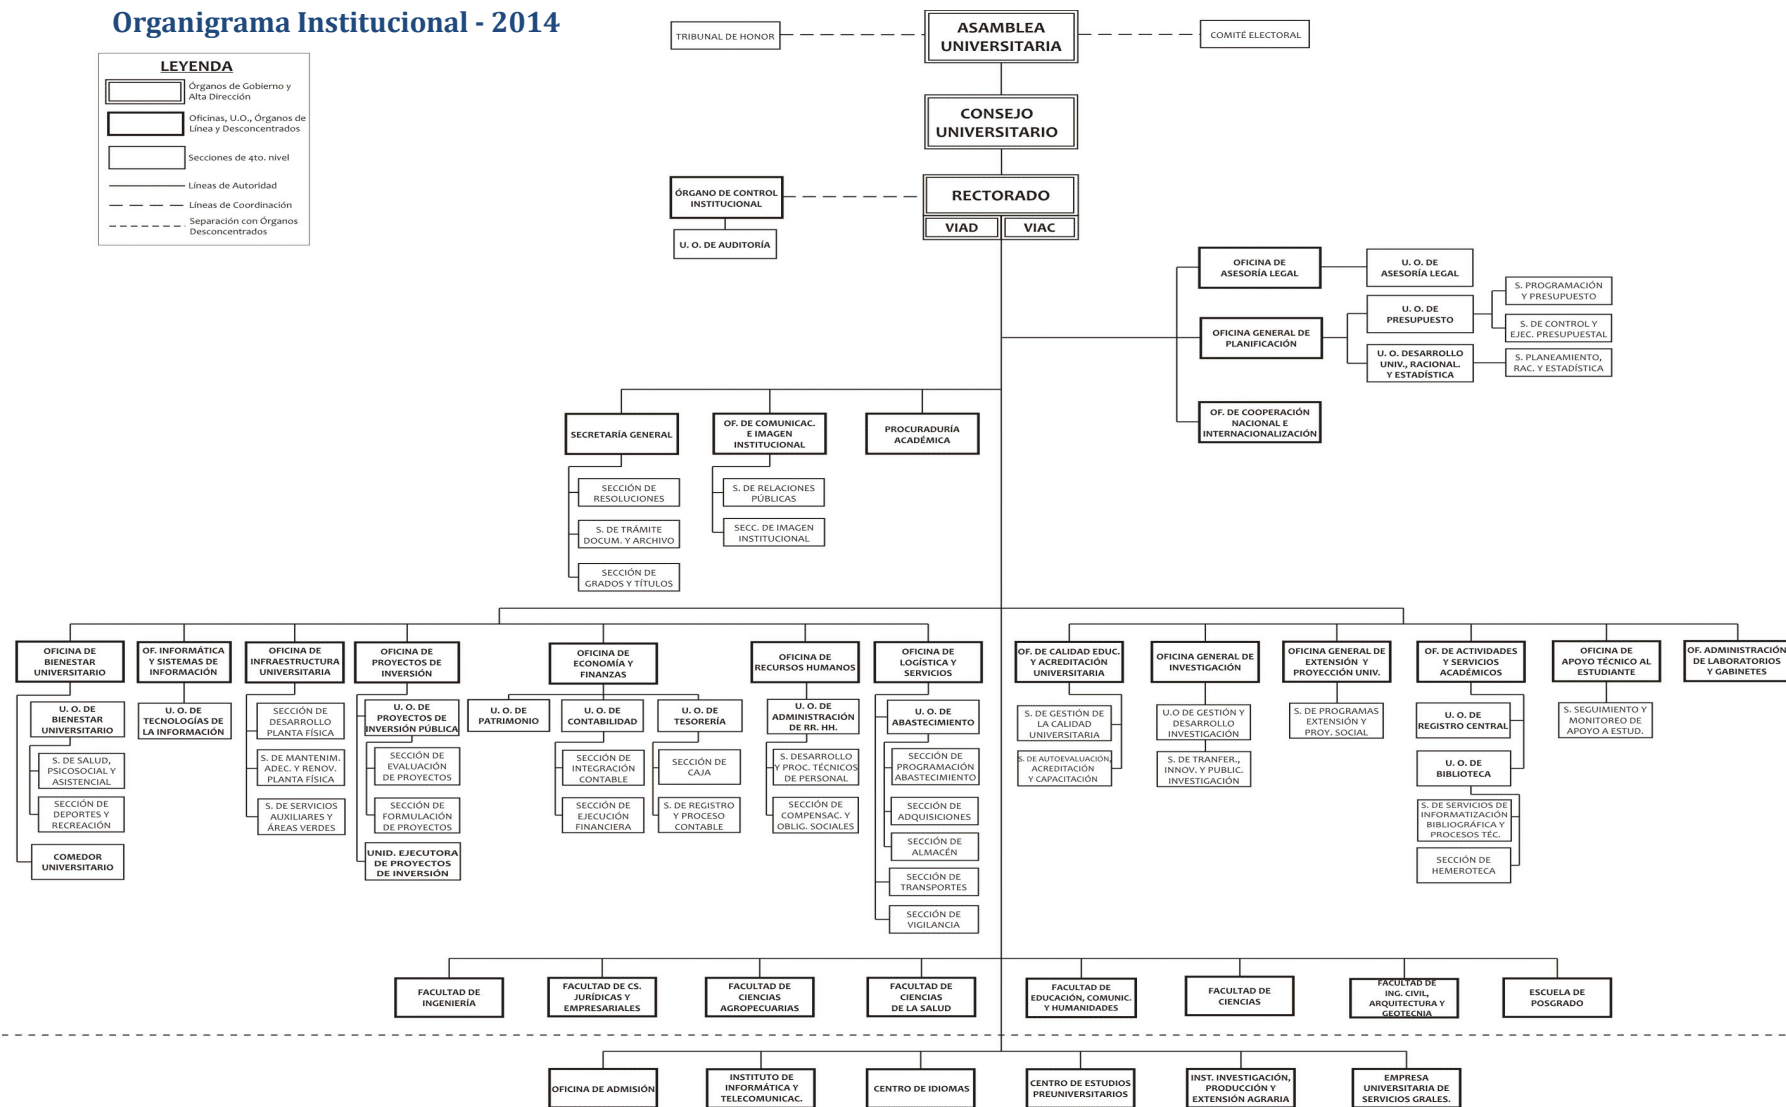 Organigrama Institucional - 2014
LEYENDA
Órganos de Gobierno y
Alta Dirección
Oficinas, U.O., Órganos de
Línea y Desconcentrados
Secciones de 4to. nivel
Líneas de Autoridad
Líneas de Coordinación
Separación con Órganos
Desconcentrados
TRIBUNAL DE HONOR
ASAMBLEA
UNIVERSITARIA
COMITÉ ELECTORAL
CONSEJO
UNIVERSITARIO
ÓRGANO DE CONTROL
INSTITUCIONAL
RECTORADO
VIAD
VIAC
U. O. DE AUDITORÍA
OFICINA DE
ASESORÍA LEGAL
U. O. DE
ASESORÍA LEGAL
OFICINA GENERAL DE
PLANIFICACIÓN
U. O. DE
PRESUPUESTO
S. PROGRAMACIÓN
Y PRESUPUESTO
S. DE CONTROL Y
EJEC. PRESUPUESTAL
U. O. DESARROLLO
UNIV., RACIONAL.
Y ESTADÍSTICA
S. PLANEAMIENTO,
RAC. Y ESTADÍSTICA
OF. DE COOPERACIÓN
NACIONAL E
INTERNACIONALIZACIÓN
SECRETARÍA GENERAL
OF. DE COMUNICAC.
E IMAGEN
INSTITUCIONAL
PROCURADURÍA
ACADÉMICA
SECCIÓN DE
RESOLUCIONES
S. DE TRÁMITE
DOCUM. Y ARCHIVO
SECCIÓN DE
GRADOS Y TÍTULOS
S. DE RELACIONES
PÚBLICAS
SECC. DE IMAGEN
INSTITUCIONAL
OFICINA DE
BIENESTAR
UNIVERSITARIO
U. O. DE
BIENESTAR
UNIVERSITARIO
S. DE SALUD,
PSICOSOCIAL Y
ASISTENCIAL
SECCIÓN DE
DEPORTES Y
RECREACIÓN
COMEDOR
UNIVERSITARIO
OF. INFORMÁTICA
Y SISTEMAS DE
INFORMACIÓN
U. O. DE
TECNOLOGÍAS DE
LA INFORMACIÓN
OFICINA DE
INFRAESTRUCTURA
UNIVERSITARIA
SECCIÓN DE
DESARROLLO
PLANTA FÍSICA
S. DE MANTENIM.
ADEC. Y RENOV.
PLANTA FÍSICA
S. DE SERVICIOS
AUXILIARES Y
ÁREAS VERDES
OFICINA DE
PROYECTOS DE
INVERSIÓN
U. O. DE
PROYECTOS DE
INVERSIÓN PÚBLICA
SECCIÓN DE
EVALUACIÓN
DE PROYECTOS
SECCIÓN DE
FORMULACIÓN
DE PROYECTOS
UNID. EJECUTORA
DE PROYECTOS
DE INVERSIÓN
OFICINA DE
ECONOMÍA Y
FINANZAS
U. O. DE
PATRIMONIO
U. O. DE
CONTABILIDAD
SECCIÓN DE
INTEGRACIÓN
CONTABLE
SECCIÓN DE
EJECUCIÓN
FINANCIERA
U. O. DE
TESORERÍA
SECCIÓN DE
CAJA
S. DE REGISTRO
Y PROCESO
CONTABLE
OFICINA DE
RECURSOS HUMANOS
U. O. DE
ADMINISTRACIÓN
DE RR. HH.
S. DESARROLLO
Y PROC. TÉCNICOS
DE PERSONAL
SECCIÓN DE
COMPENSAC. Y
OBLIG. SOCIALES
OFICINA DE
LOGÍSTICA Y
SERVICIOS
U. O. DE
ABASTECIMIENTO
SECCIÓN DE
PROGRAMACIÓN
ABASTECIMIENTO
SECCIÓN DE
ADQUISICIONES
SECCIÓN DE
ALMACÉN
SECCIÓN DE
TRANSPORTES
SECCIÓN DE
VIGILANCIA
OF. DE CALIDAD EDUC.
Y ACREDITACIÓN
UNIVERSITARIA
S. DE GESTIÓN DE
LA CALIDAD
UNIVERSITARIA
S. DE AUTOEVALUACIÓN,
ACREDITACIÓN
Y CAPACITACIÓN
OFICINA GENERAL DE
INVESTIGACIÓN
U.O DE GESTIÓN Y
DESARROLLO
INVESTIGACIÓN
S. DE TRANFER.,
INNOV. Y PUBLIC.
INVESTIGACIÓN
OFICINA GENERAL DE
EXTENSIÓN Y
PROYECCIÓN UNIV.
S. DE PROGRAMAS
EXTENSIÓN Y
PROY. SOCIAL
OF. DE ACTIVIDADES
Y SERVICIOS
ACADÉMICOS
U. O. DE
REGISTRO CENTRAL
U. O. DE
BIBLIOTECA
S. DE SERVICIOS DE
INFORMATIZACIÓN
BIBLIOGRÁFICA Y
PROCESOS TÉC.
SECCIÓN DE
HEMEROTECA
OFICINA DE
APOYO TÉCNICO AL
ESTUDIANTE
S. SEGUIMIENTO Y
MONITOREO DE
APOYO A ESTUD.
OF. ADMINISTRACIÓN
DE LABORATORIOS
Y GABINETES
FACULTAD DE
INGENIERÍA
FACULTAD DE CS.
JURÍDICAS Y
EMPRESARIALES
FACULTAD DE
CIENCIAS
AGROPECUARIAS
FACULTAD DE
CIENCIAS
DE LA SALUD
FACULTAD DE
EDUCACIÓN, COMUNIC.
Y HUMANIDADES
FACULTAD DE
CIENCIAS
FACULTAD DE
ING. CIVIL,
ARQUITECTURA Y
GEOTECNIA
ESCUELA DE
POSGRADO
OFICINA DE ADMISIÓN
INSTITUTO DE
INFORMÁTICA Y
TELECOMUNICAC.
CENTRO DE IDIOMAS
CENTRO DE ESTUDIOS
PREUNIVERSITARIOS
INST. INVESTIGACIÓN,
PRODUCCIÓN Y
EXTENSIÓN AGRARIA
EMPRESA
UNIVERSITARIA DE
SERVICIOS GRALES.